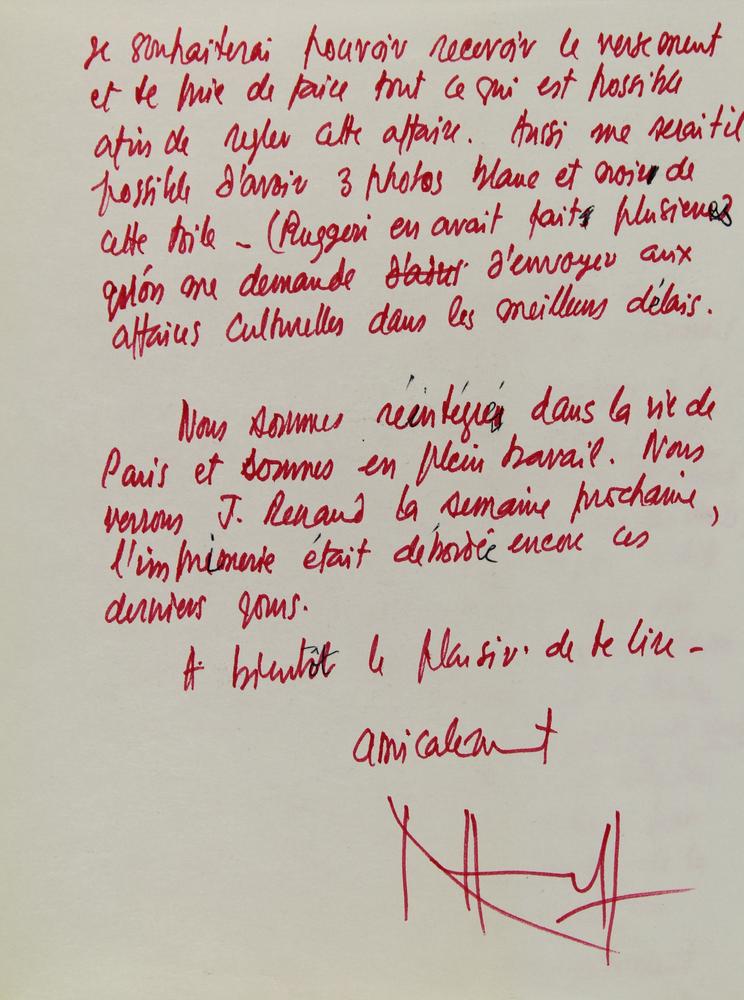 je souhaiterai pouvoir recevoir le versement
et te prie de faire tout ce qui est possible
afin de regler cette affaire. Aussi me serait il
possible d'avoir 3 photos blanc et noir de
cette toile - (Ruggeri en avait fait plusieurs
qu'on me demande d'envoyer aux
affaires Culturelles dans les meilleurs délais.
Nous sommes réintégrés dans la vie de
Paris et sommes en plein travail. Nous
verrons J. Renaud la semaine prochaine,
l'imprimerie était débordée encore ces
derniers jours.
A bientôt le plaisir de te lire -
amicalement